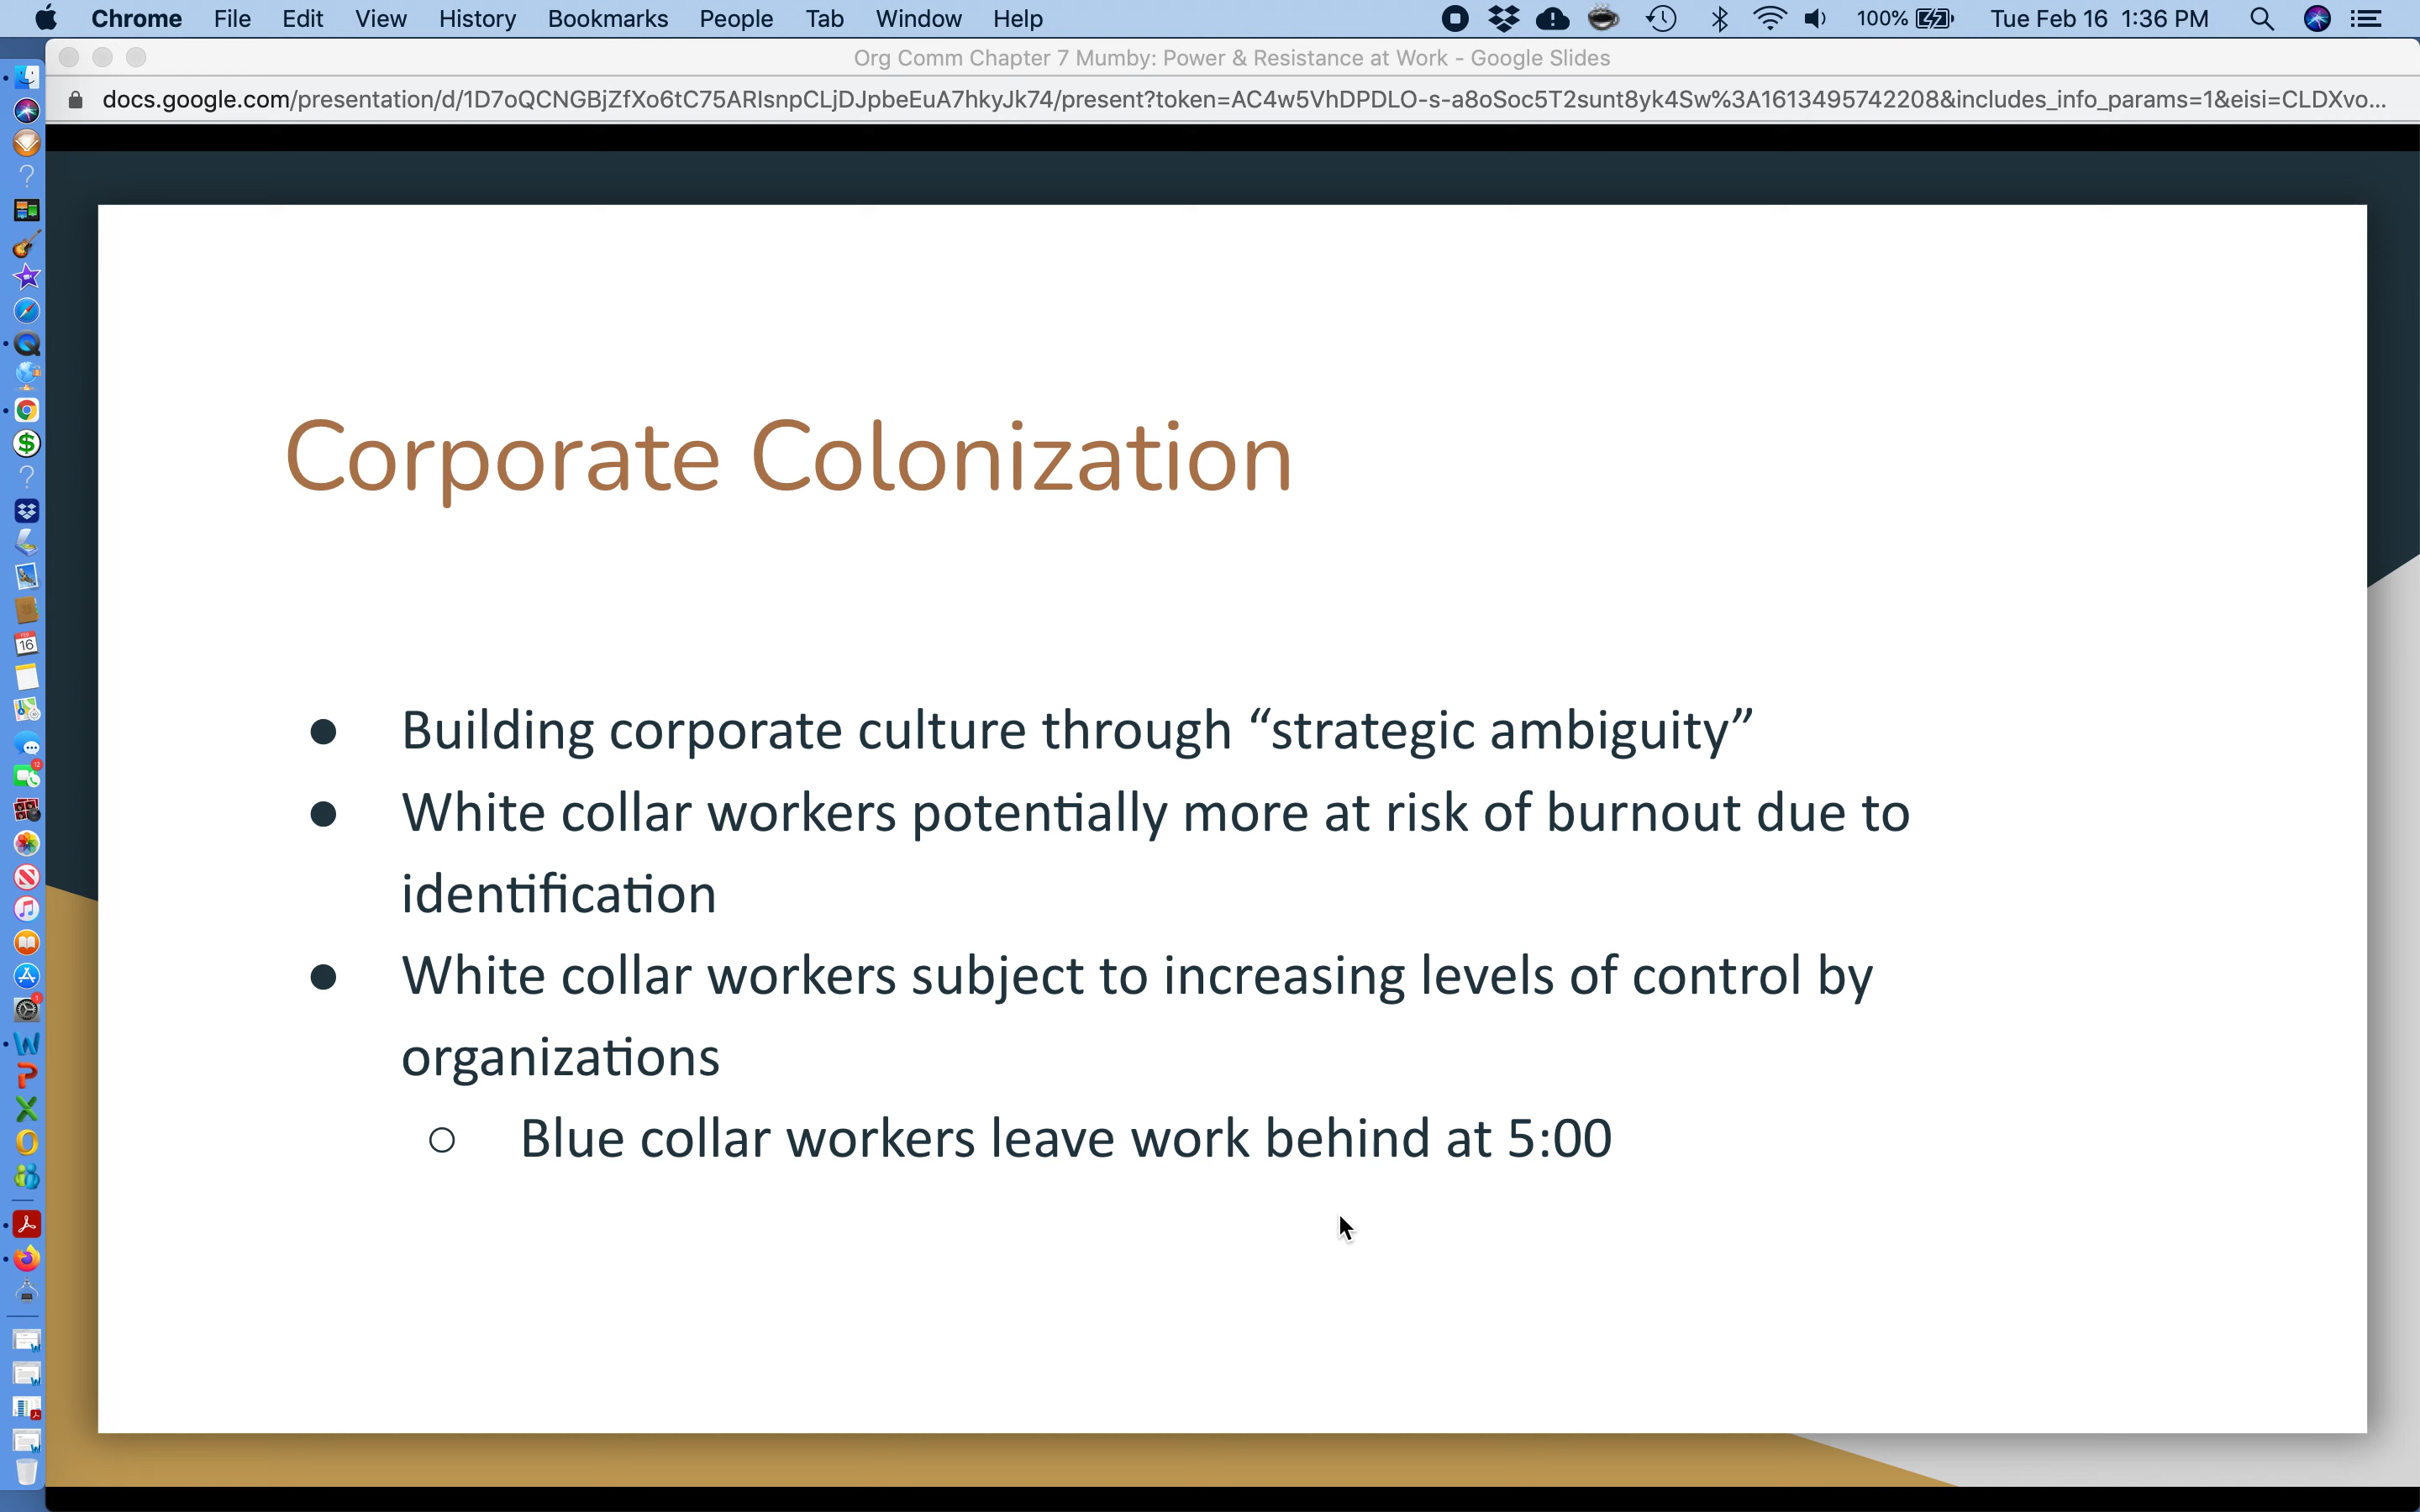 Chrome File Edit View History Bookmarks People Tab Window Help 100% Tue Feb 16 1:36 PM
Org Comm Chapter 7 Mumby: Power & Resistance at Work - Google Slides
docs.google.com/presentation/d/1D7oQCNGBjZfXo6tC75ARIsnpCLjDJpbeEuA7hkyJk74/present?token=AC4w5VhDPDLO-s-a8oSoc5T2sunt8yk4Sw%3A1613495742208&includes_info_params=1&eisi=CLDXvo...
Corporate Colonization
● Building corporate culture through “strategic ambiguity”
● White collar workers potentially more at risk of burnout due to
identification
● White collar workers subject to increasing levels of control by
organizations
○ Blue collar workers leave work behind at 5:00
16
12
1